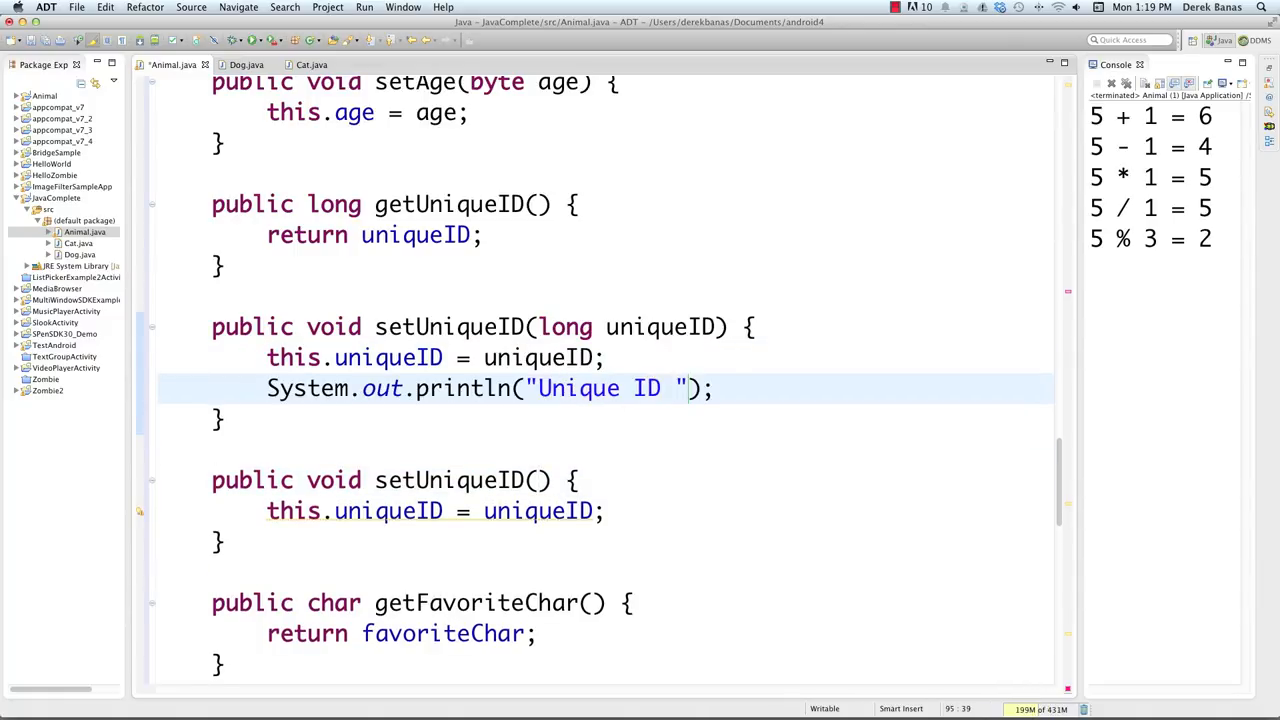 ADT File Edit Refactor Source Navigate Search Project Run Window Help 10 Mon 1:19 PM Derek Banas
Java - JavaComplete/src/Animal.java - ADT - /Users/derekbanas/Documents/android4
Quick Access Java DDMS
Package Exp
*Animal.java Dog.java Cat.java
Console
<terminated> Animal (1) [Java Application] /S
Animal
appcompat_v7
appcompat_v7_2
appcompat_v7_3
appcompat_v7_4
BridgeSample
HelloWorld
HelloZombie
ImageFilterSampleApp
JavaComplete
src
(default package)
Animal.java
Cat.java
Dog.java
JRE System Library [Ja
ListPickerExample2Activi
MediaBrowser
MultiWindowSDKExample
MusicPlayerActivity
SlookActivity
SPenSDK30_Demo
TestAndroid
TextGroupActivity
VideoPlayerActivity
Zombie
Zombie2
public void setAge(byte age) {
this.age = age;
}
public long getUniqueID() {
return uniqueID;
}
public void setUniqueID(long uniqueID) {
this.uniqueID = uniqueID;
System.out.println("Unique ID ");
}
public void setUniqueID() {
this.uniqueID = uniqueID;
}
public char getFavoriteChar() {
return favoriteChar;
}
5 + 1 = 6
5 - 1 = 4
5 * 1 = 5
5 / 1 = 5
5 % 3 = 2
Writable Smart Insert 95 : 39 199M of 431M